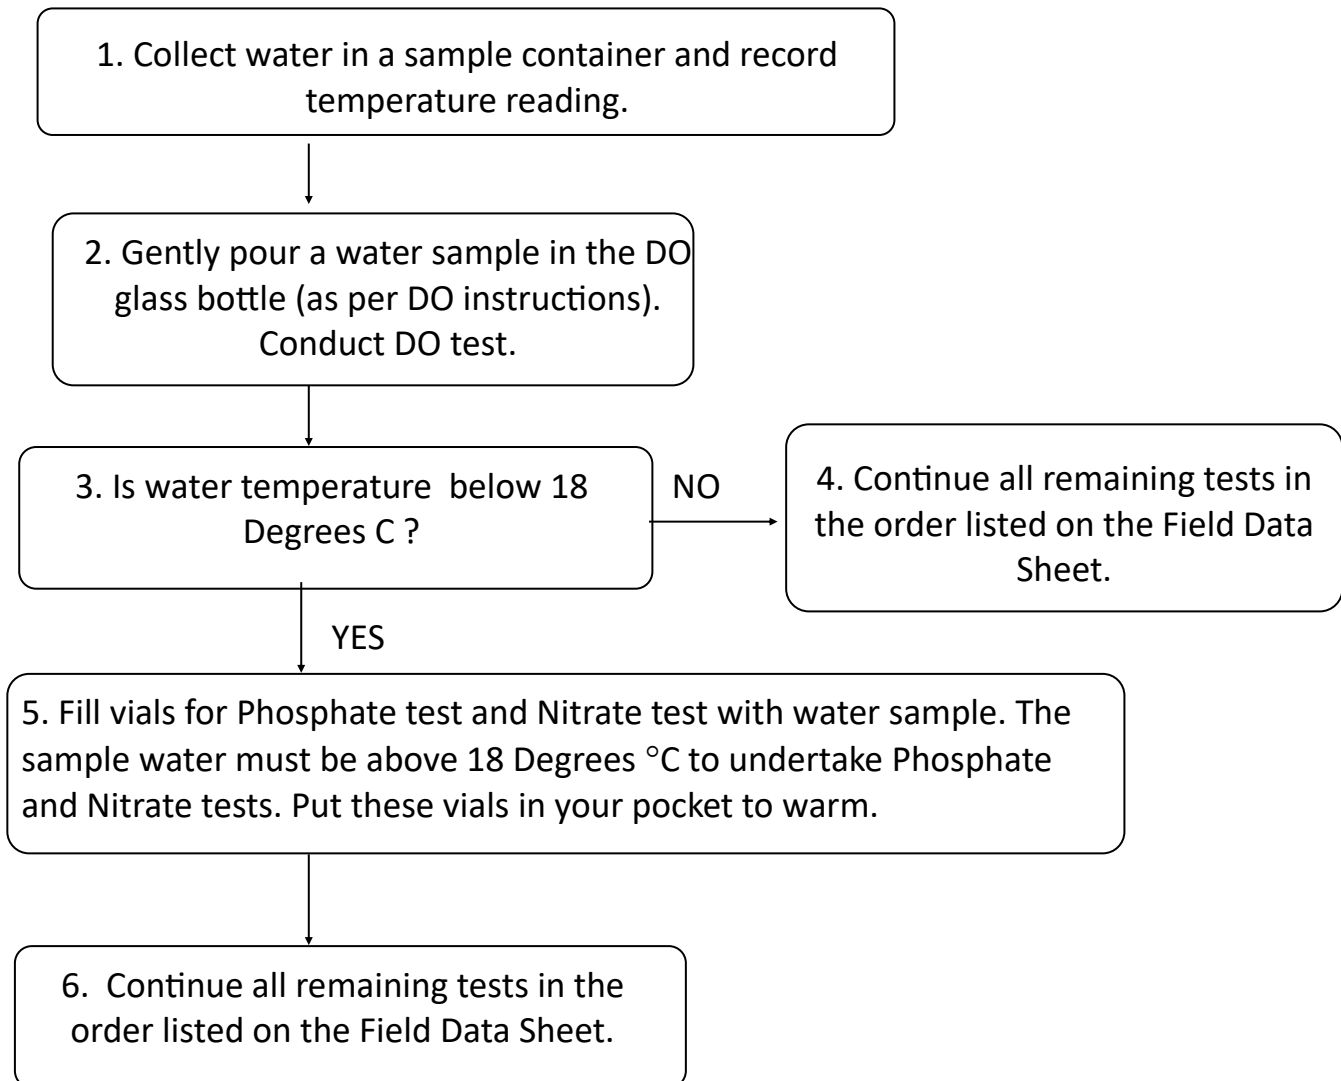 1. Collect water in a sample container and record
temperature reading.
2. Gently pour a water sample in the DO
glass bottle (as per DO instructions).
Conduct DO test.
3. Is water temperature below 18
Degrees C ?
NO
4. Continue all remaining tests in
the order listed on the Field Data
Sheet.
YES
5. Fill vials for Phosphate test and Nitrate test with water sample. The
sample water must be above 18 Degrees °C to undertake Phosphate
and Nitrate tests. Put these vials in your pocket to warm.
6. Continue all remaining tests in the
order listed on the Field Data Sheet.